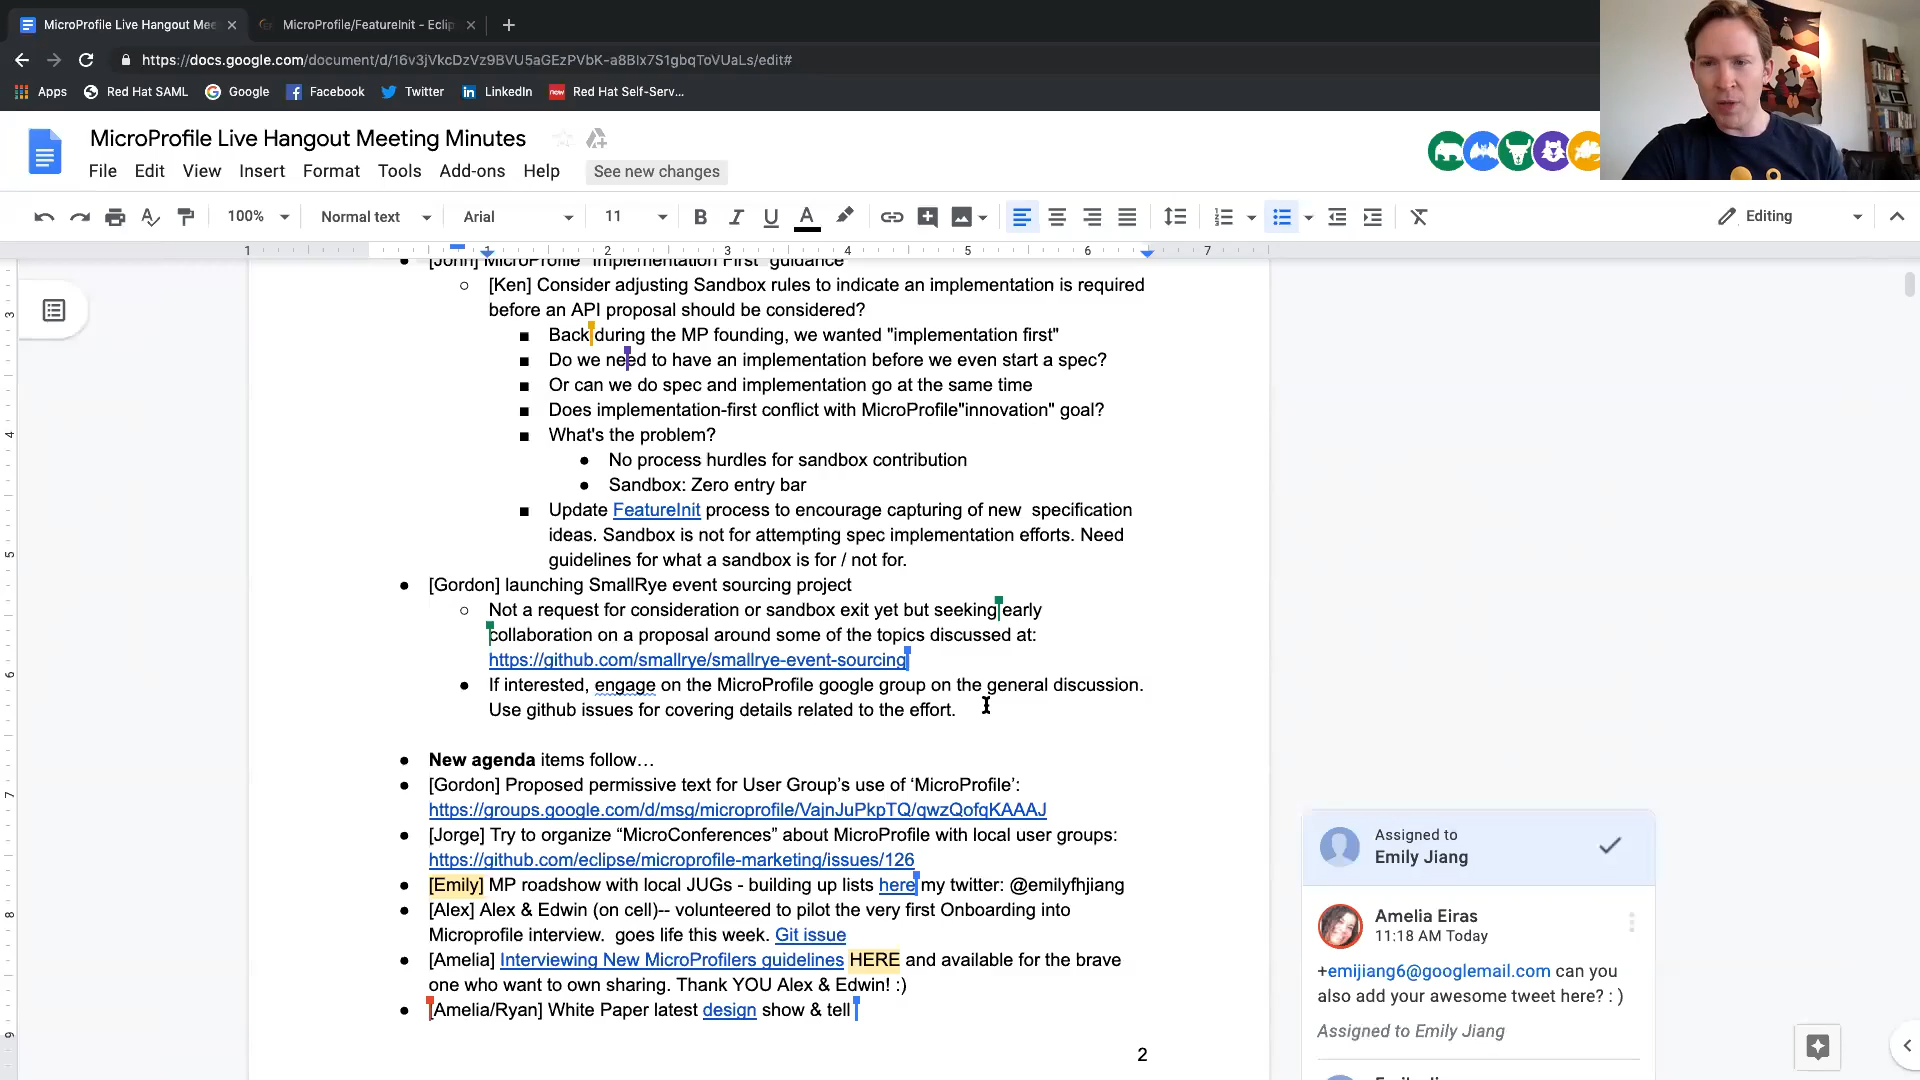 MicroProfile Live Hangout Mee
MicroProfile/FeatureInit - Eclip
https://docs.google.com/document/d/16v3jVkcDzVz9BVU5aGEzPVbK-a8BIx7S1gbqToVUaLs/edit#
Apps Red Hat SAML Google Facebook Twitter LinkedIn Red Hat Self-Serv...
MicroProfile Live Hangout Meeting Minutes
File Edit View Insert Format Tools Add-ons Help See new changes
100% Normal text Arial 11 B I U A Editing
1 1 2 3 4 5 6 7
[John] MicroProfile "Implementation First" guidance
[Ken] Consider adjusting Sandbox rules to indicate an implementation is required
before an API proposal should be considered?
Back during the MP founding, we wanted "implementation first"
Do we need to have an implementation before we even start a spec?
Or can we do spec and implementation go at the same time
Does implementation-first conflict with MicroProfile"innovation" goal?
What's the problem?
No process hurdles for sandbox contribution
Sandbox: Zero entry bar
Update FeatureInit process to encourage capturing of new specification
ideas. Sandbox is not for attempting spec implementation efforts. Need
guidelines for what a sandbox is for / not for.
[Gordon] launching SmallRye event sourcing project
Not a request for consideration or sandbox exit yet but seeking early
collaboration on a proposal around some of the topics discussed at:
https://github.com/smallrye/smallrye-event-sourcing
If interested, engage on the MicroProfile google group on the general discussion.
Use github issues for covering details related to the effort.
New agenda items follow…
[Gordon] Proposed permissive text for User Group’s use of ‘MicroProfile’:
https://groups.google.com/d/msg/microprofile/VajnJuPkpTQ/qwzQofqKAAAJ
[Jorge] Try to organize “MicroConferences” about MicroProfile with local user groups:
https://github.com/eclipse/microprofile-marketing/issues/126
[Emily] MP roadshow with local JUGs - building up lists here my twitter: @emilyfhjiang
[Alex] Alex & Edwin (on cell)-- volunteered to pilot the very first Onboarding into
Microprofile interview. goes life this week. Git issue
[Amelia] Interviewing New MicroProfilers guidelines HERE and available for the brave
one who want to own sharing. Thank YOU Alex & Edwin! :)
[Amelia/Ryan] White Paper latest design show & tell
2
3
4
5
6
7
8
9
Assigned to
Emily Jiang
Amelia Eiras
11:18 AM Today
+emijiang6@googlemail.com can you
also add your awesome tweet here? : )
Assigned to Emily Jiang